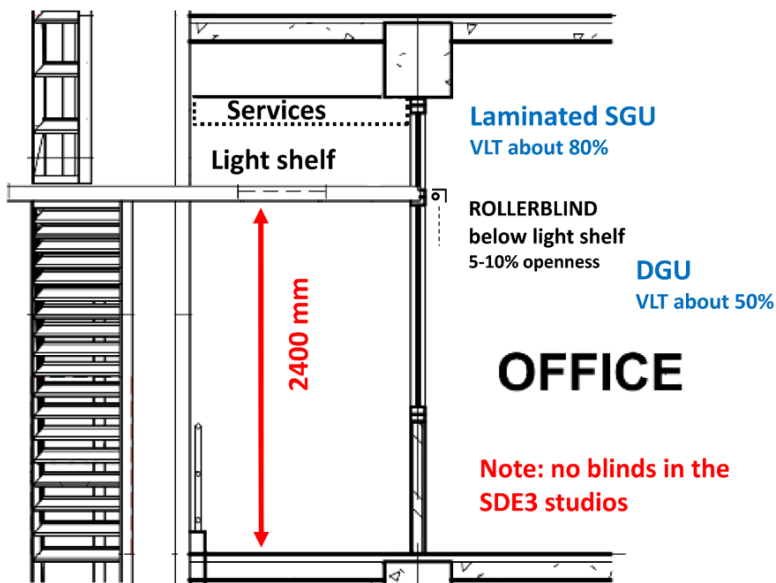 Services
Light shelf
Laminated SGU
VLT about 80%
ROLLERBLIND
below light shelf
5-10% openness
DGU
VLT about 50%
2400 mm
OFFICE
Note: no blinds in the
SDE3 studios